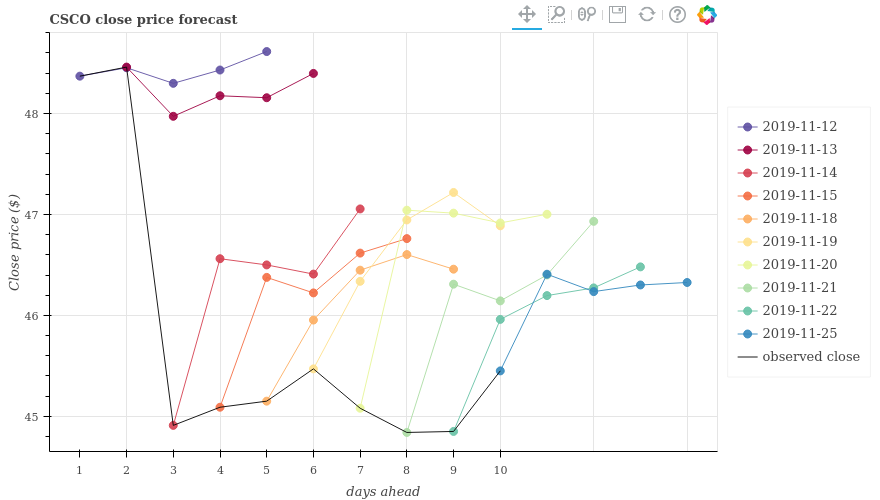 CSCO close price forecast
Close price ($)
48
47
46
45
1 2 3 4 5 6 7 8 9 10
days ahead
2019-11-12
2019-11-13
2019-11-14
2019-11-15
2019-11-18
2019-11-19
2019-11-20
2019-11-21
2019-11-22
2019-11-25
observed close